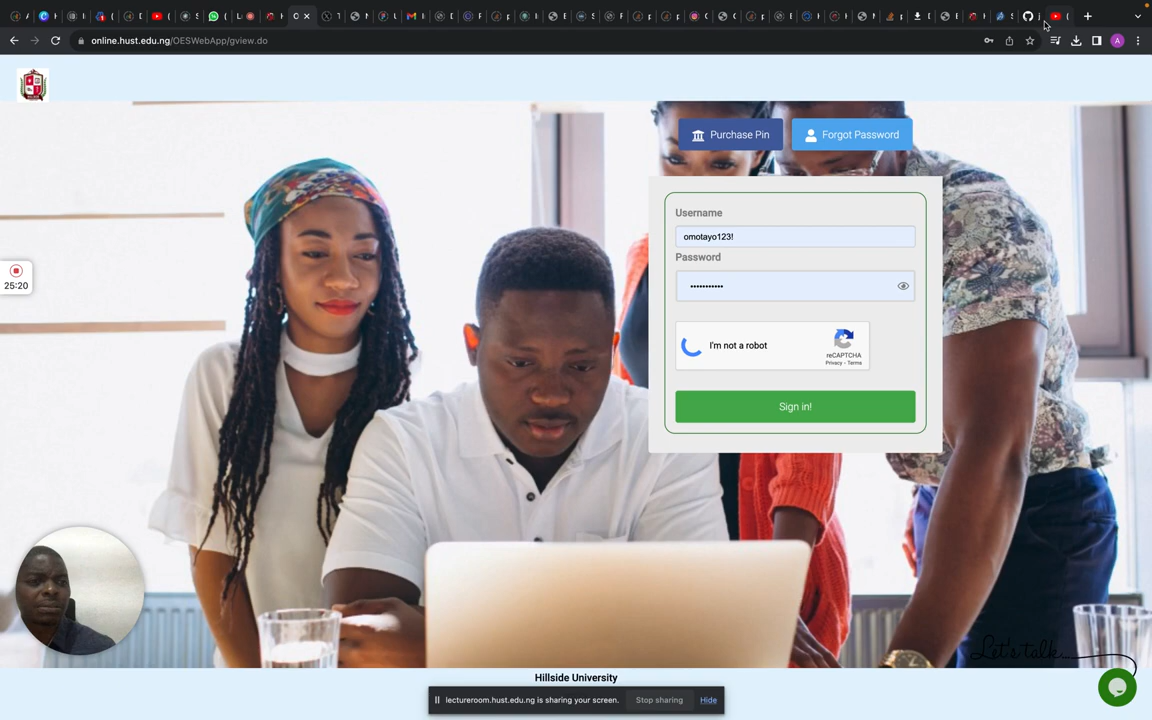 online.hust.edu.ng/OESWebApp/gview.do
A
Purchase Pin
Forgot Password
Username
omotayo123!
Password
•••••••••••
25:20
I'm not a robot
reCAPTCHA
Privacy - Terms
Sign in!
Let's talk
Hillside University
lectureroom.hust.edu.ng is sharing your screen.
Stop sharing
Hide